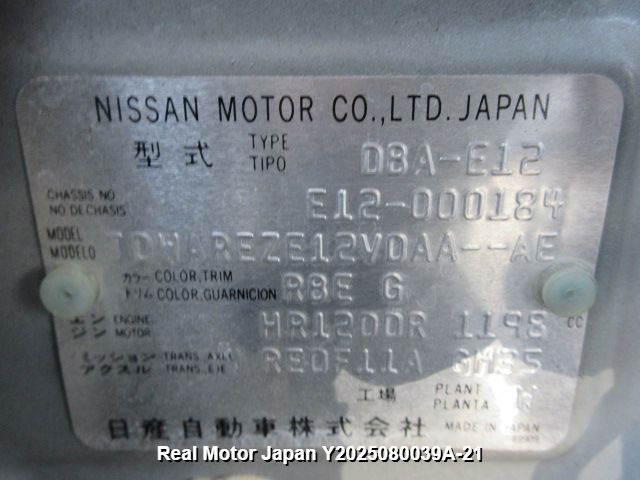 NISSAN MOTOR CO.,LTD. JAPAN
型式 TYPE TIPO DBA-E12
CHASSIS NO NO DE CHASIS E12-000184
MODEL MODELO TDWAREZE12VDAA--AE
カラー COLOR,TRIM
トリム COLOR,GUARNICION RBE G
エンジン ENGINE MOTOR HR12DDR 1198 CC
ミッション TRANS. AXLE RE0F11A GH35
アクスル TRANS. EJE
工場 PLANT PLANTA W
日産自動車株式会社 MADE IN JAPAN
Real Motor Japan Y2025080039A-21